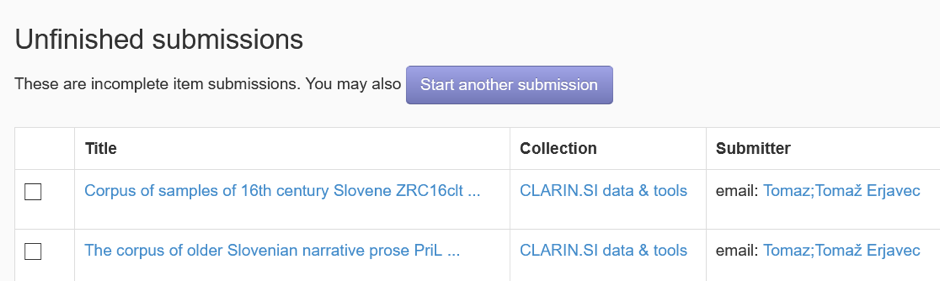 Unfinished submissions
These are incomplete item submissions. You may also Start another submission
Title Collection Submitter
Corpus of samples of 16th century Slovene ZRC16clt ... CLARIN.SI data & tools email: Tomaz;Tomaž Erjavec
The corpus of older Slovenian narrative prose PriL ... CLARIN.SI data & tools email: Tomaz;Tomaž Erjavec